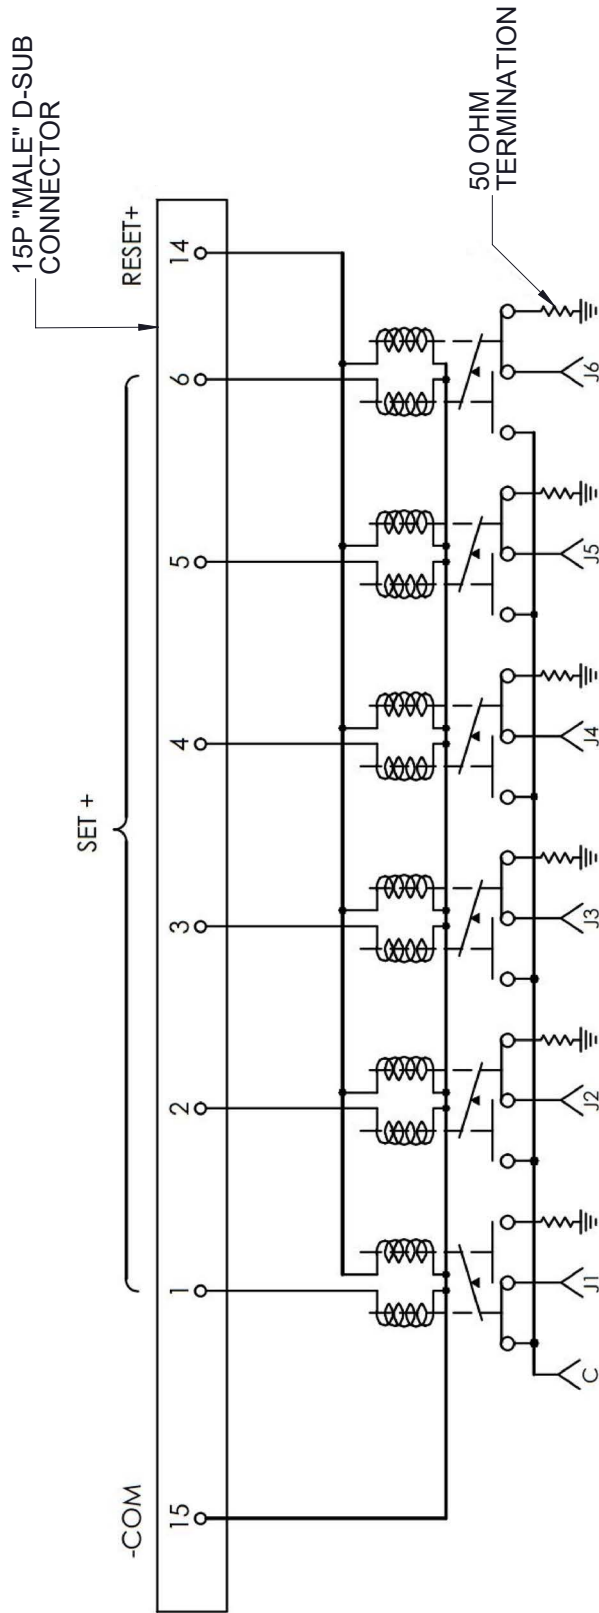 15P "MALE" D-SUB
CONNECTOR
SET +
-COM
RESET+
15
1
2
3
4
5
6
14
50 OHM
TERMINATION
C
J1
J2
J3
J4
J5
J6